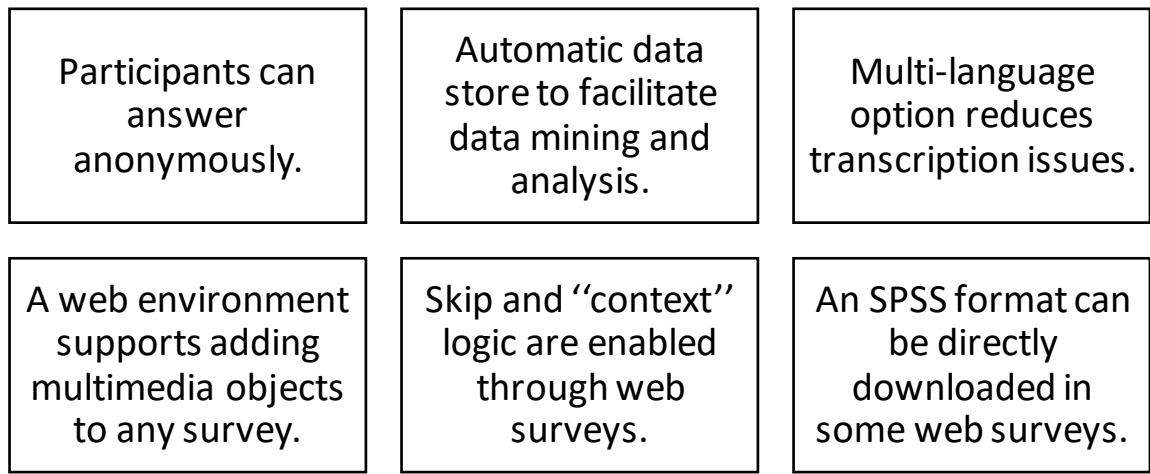 Participants can
answer
anonymously.
Automatic data
store to facilitate
data mining and
analysis.
Multi-language
option reduces
transcription issues.
A web environment
supports adding
multimedia objects
to any survey.
Skip and ‘‘context’’
logic are enabled
through web
surveys.
An SPSS format can
be directly
downloaded in
some web surveys.